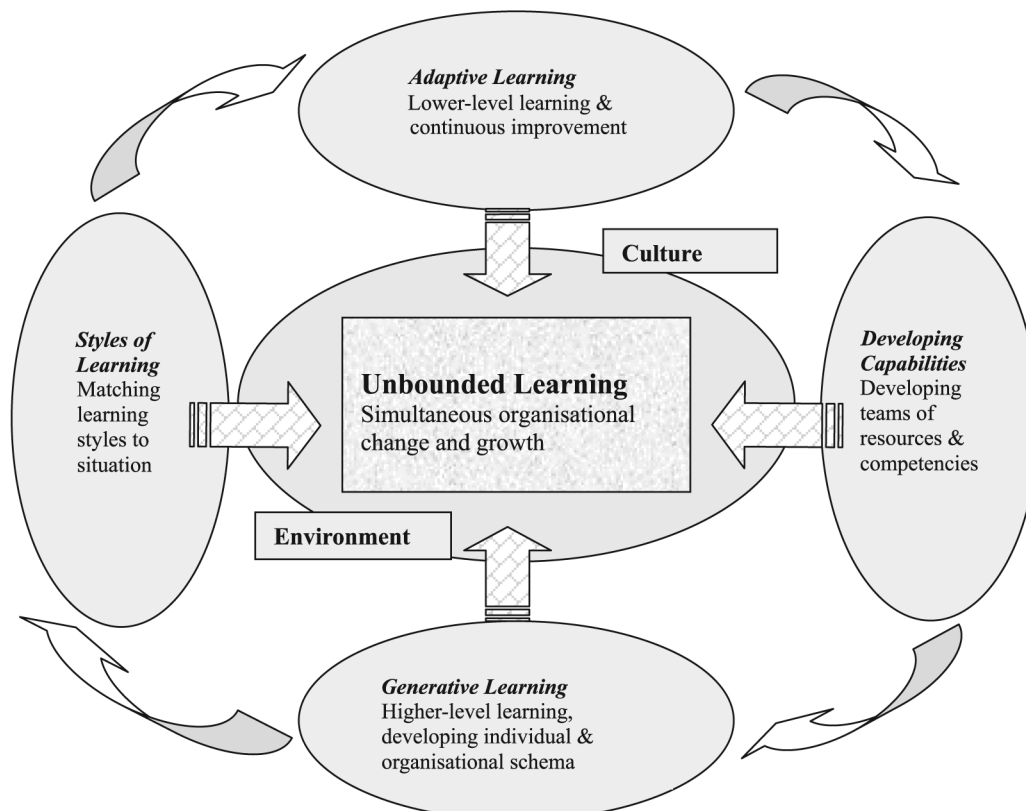 Adaptive Learning
Lower-level learning &
continuous improvement
Culture
Styles of
Learning
Matching
learning
styles to
situation
Unbounded Learning
Simultaneous organisational
change and growth
Developing
Capabilities
Developing
teams of
resources &
competencies
Environment
Generative Learning
Higher-level learning,
developing individual &
organisational schema